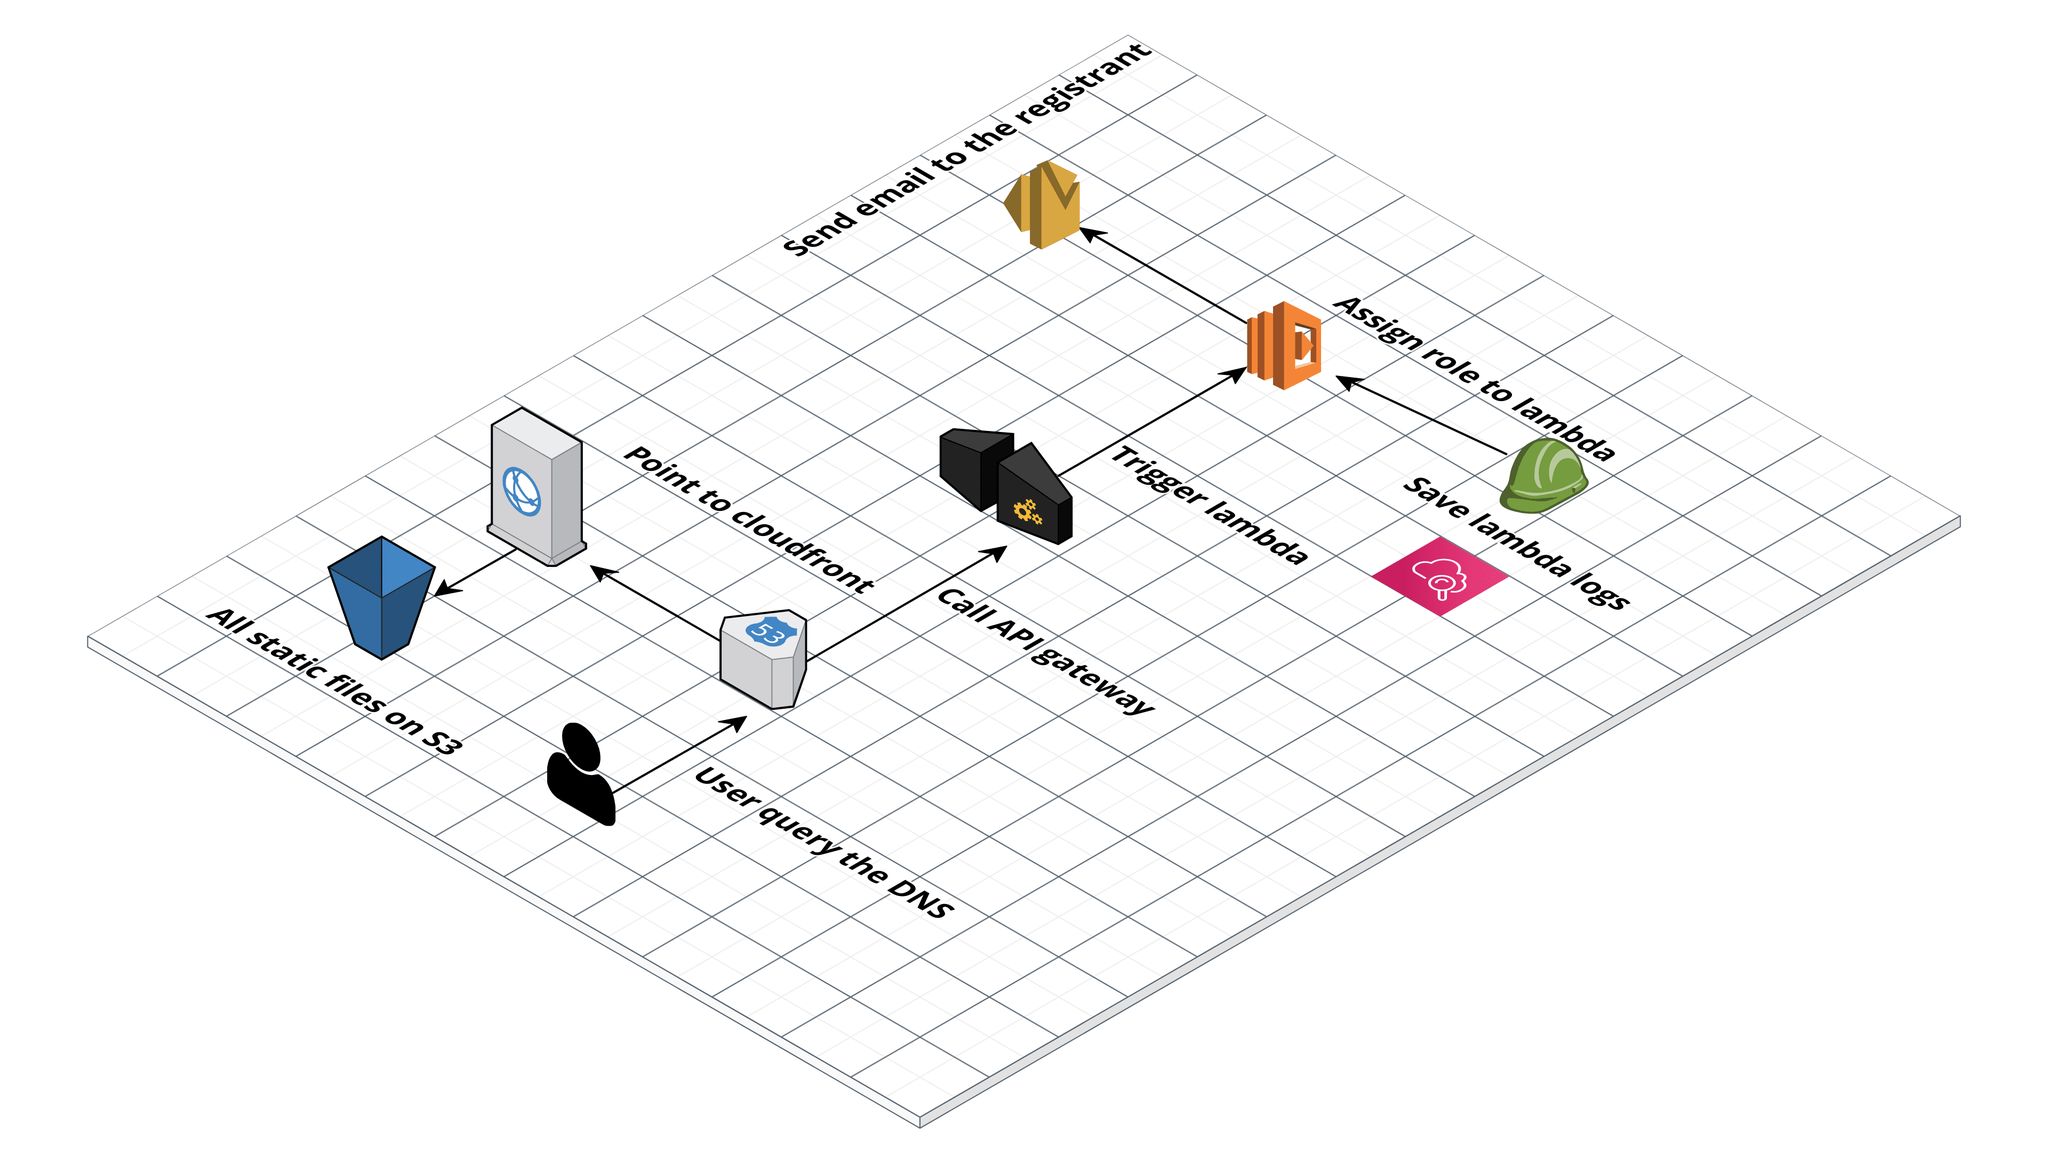 Send email to the registrant
Assign role to lambda
Save lambda logs
Trigger lambda
Point to cloudfront
Call API gateway
53
All static files on S3
User query the DNS